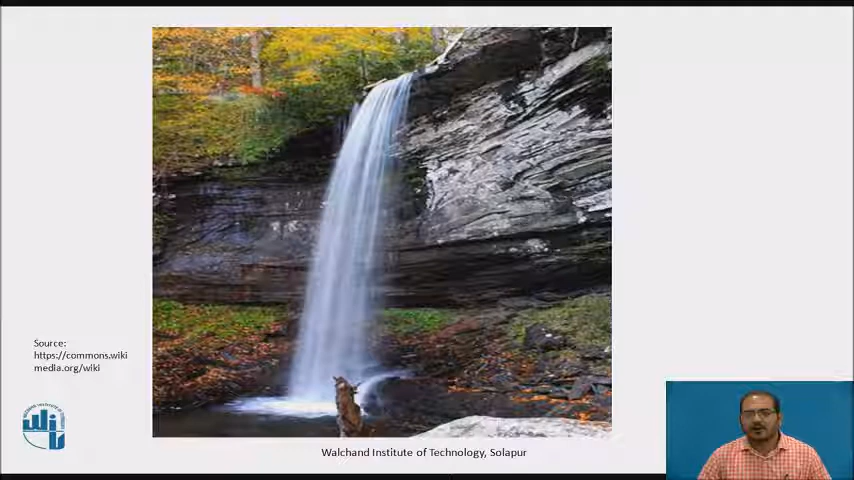 Source:
https://commons.wiki
media.org/wiki
Walchand Institute of Technology, Solapur